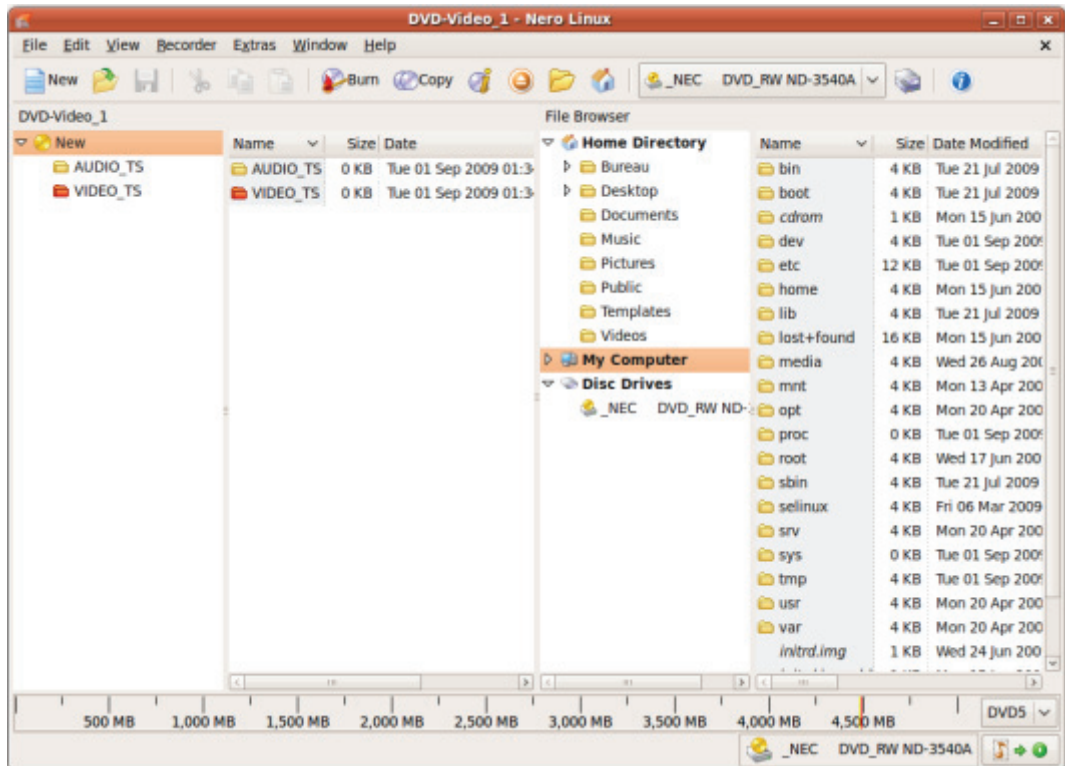 DVD-Video_1 - Nero Linux
File Edit View Recorder Extras Window Help
New Burn Copy _NEC DVD_RW ND-3540A
DVD-Video_1
New
AUDIO_TS
VIDEO_TS
Name Size Date
AUDIO_TS 0 KB Tue 01 Sep 2009 01:3
VIDEO_TS 0 KB Tue 01 Sep 2009 01:3
File Browser
Home Directory
Bureau
Desktop
Documents
Music
Pictures
Public
Templates
Videos
My Computer
Disc Drives
_NEC DVD_RW ND-
Name Size Date Modified
bin 4 KB Tue 21 Jul 2009
boot 4 KB Tue 21 Jul 2009
cdrom 1 KB Mon 15 Jun 200
dev 4 KB Tue 01 Sep 200
etc 12 KB Tue 01 Sep 200
home 4 KB Mon 15 Jun 200
lib 4 KB Tue 21 Jul 2009
lost+found 16 KB Mon 15 Jun 200
media 4 KB Wed 26 Aug 20
mnt 4 KB Mon 13 Apr 200
opt 4 KB Mon 20 Apr 200
proc 0 KB Tue 01 Sep 200
root 4 KB Wed 17 Jun 200
sbin 4 KB Tue 21 Jul 2009
selinux 4 KB Fri 06 Mar 2009
srv 4 KB Mon 20 Apr 200
sys 0 KB Tue 01 Sep 200
tmp 4 KB Tue 01 Sep 200
usr 4 KB Mon 20 Apr 200
var 4 KB Mon 20 Apr 200
initrd.img 1 KB Wed 24 Jun 200
500 MB 1,000 MB 1,500 MB 2,000 MB 2,500 MB 3,000 MB 3,500 MB 4,000 MB 4,500 MB DVD5
_NEC DVD_RW ND-3540A